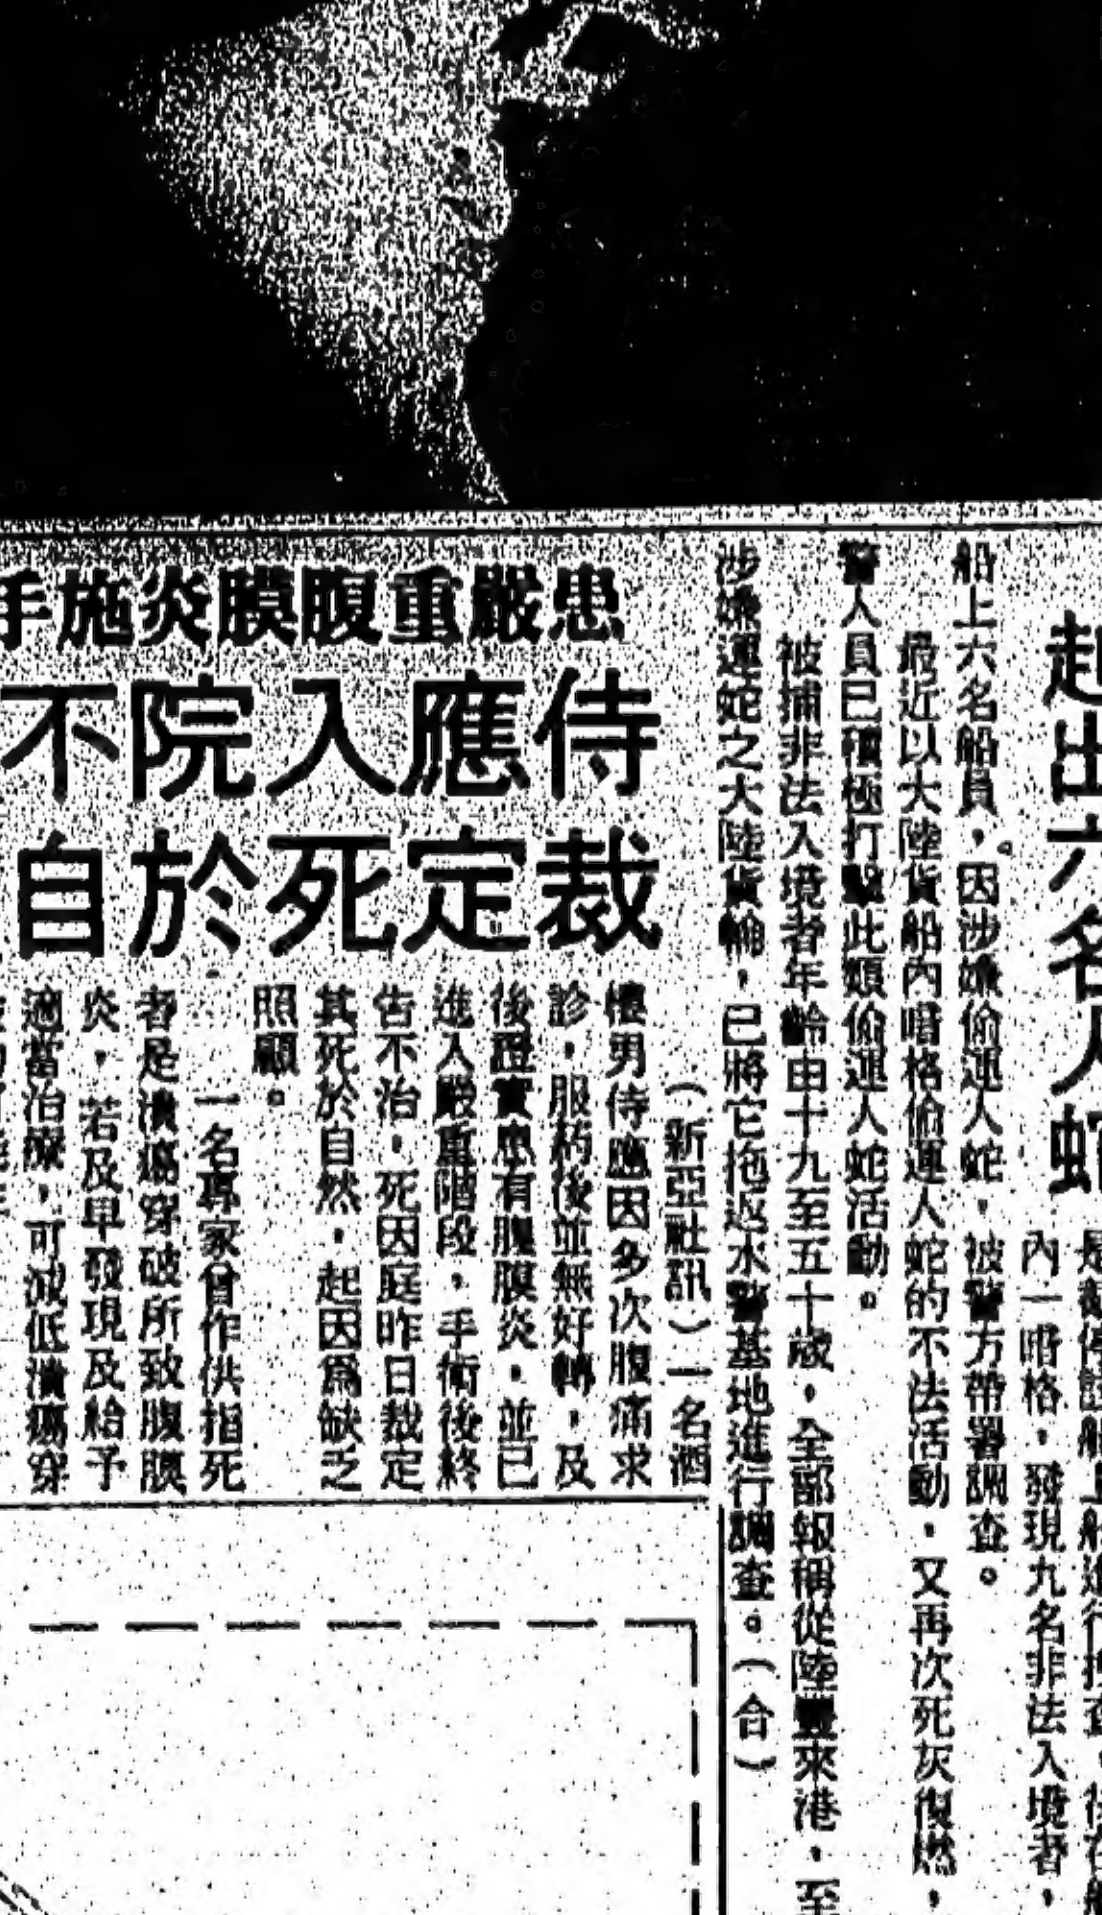 起出六名人蛇
內一暗格，發現九名非法入境者，
船上六名船員，因涉嫌偷運人蛇，被警方帶署調查。
最近以大陸貨船內暗格偷運人蛇的不法活動，又再次死灰復燃，
警人員已積極打擊此類偷運人蛇活動。
被捕非法入境者年齡由十九至五十歲，全部報稱從陸豐來港，至
涉嫌運蛇之大陸貨輪，已將它拖返水警基地進行調查。（合）
患嚴重腹膜炎施手
侍應入院不
裁定死於自
（新亞社訊）一名酒
樓男侍應因多次腹痛求
診，服葯後並無好轉，及
後證實患有腹膜炎，並已
進入嚴重階段，手術後終
告不治，死因庭昨日裁定
其死於自然，起因為缺乏
照顧。
一名專家曾作供指死
者是潰瘍穿破所致腹膜
炎，若及早發現及給予
適當治療，可減低潰瘍穿